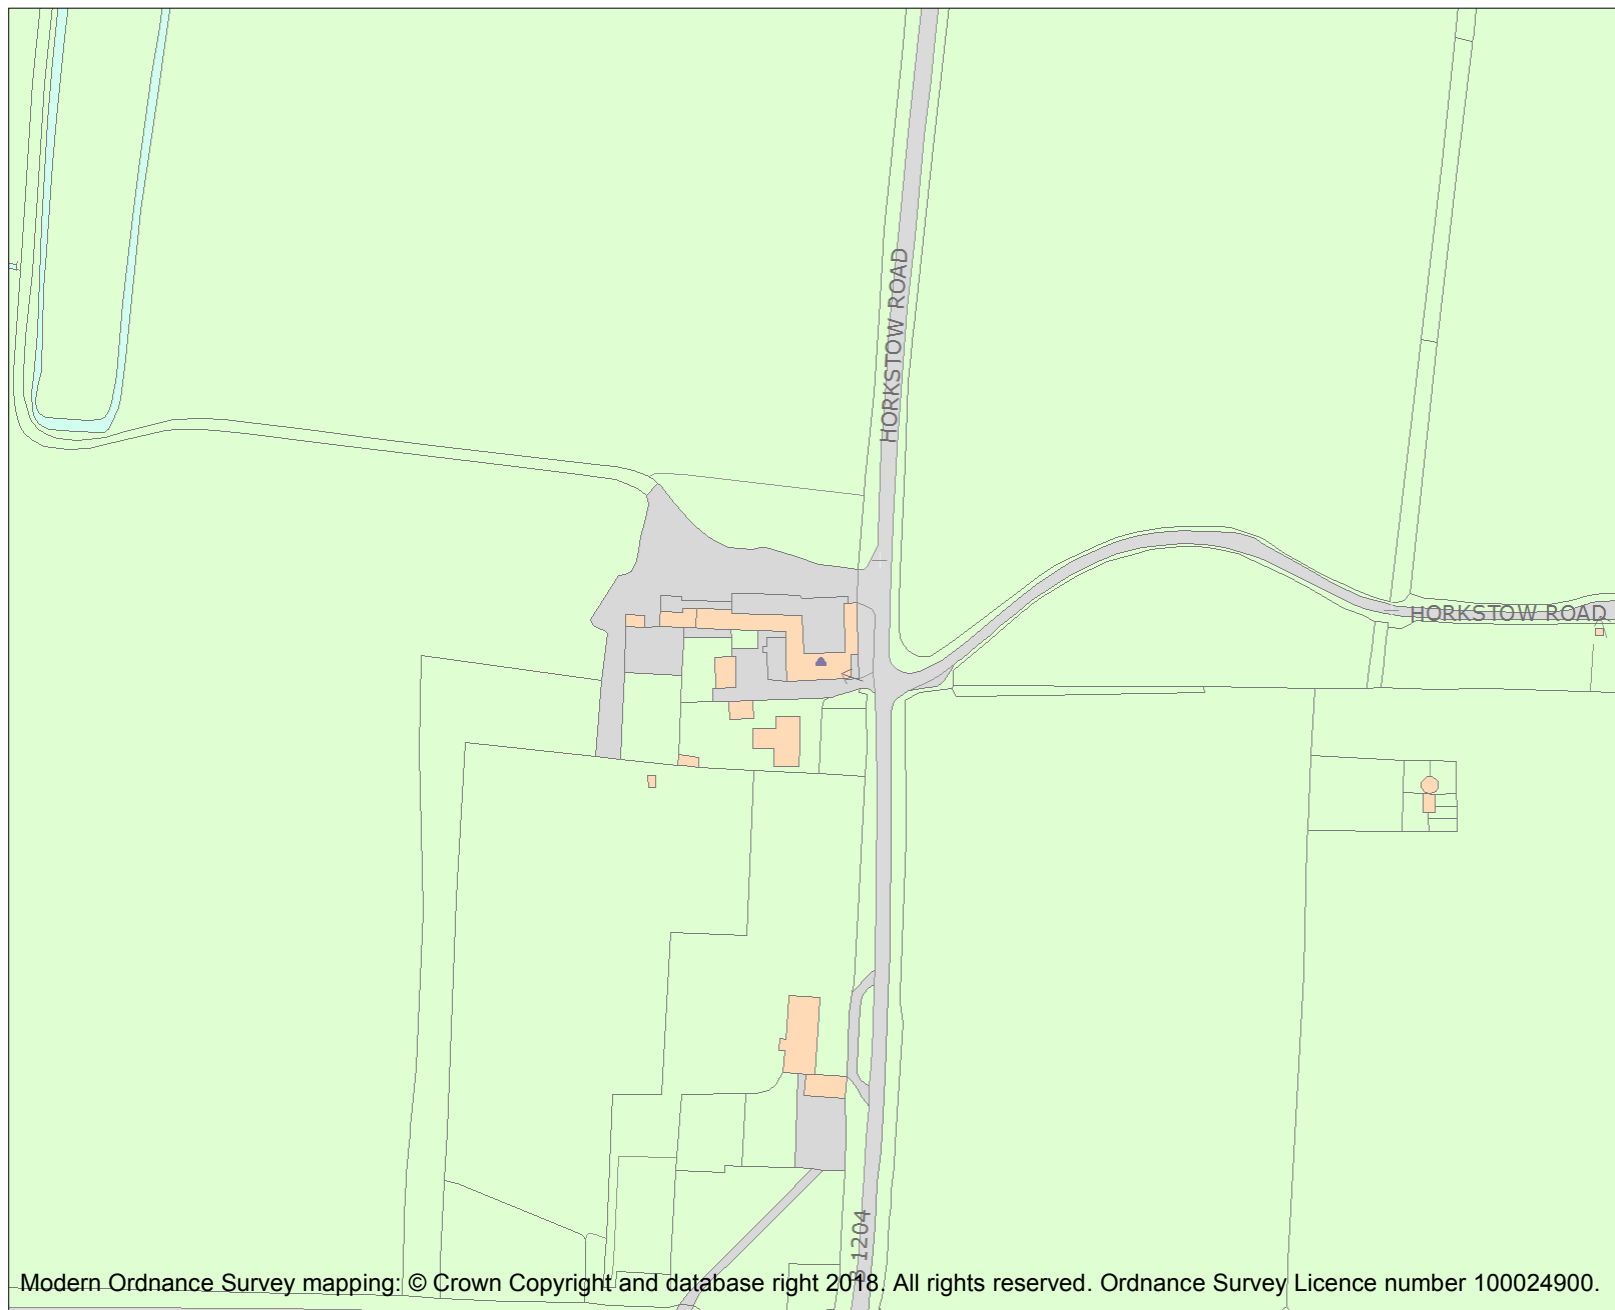 HORKSTOW ROAD
HORKSTOW ROAD
B 1204
Modern Ordnance Survey mapping: © Crown Copyright and database right 2018. All rights reserved. Ordnance Survey Licence number 100024900.